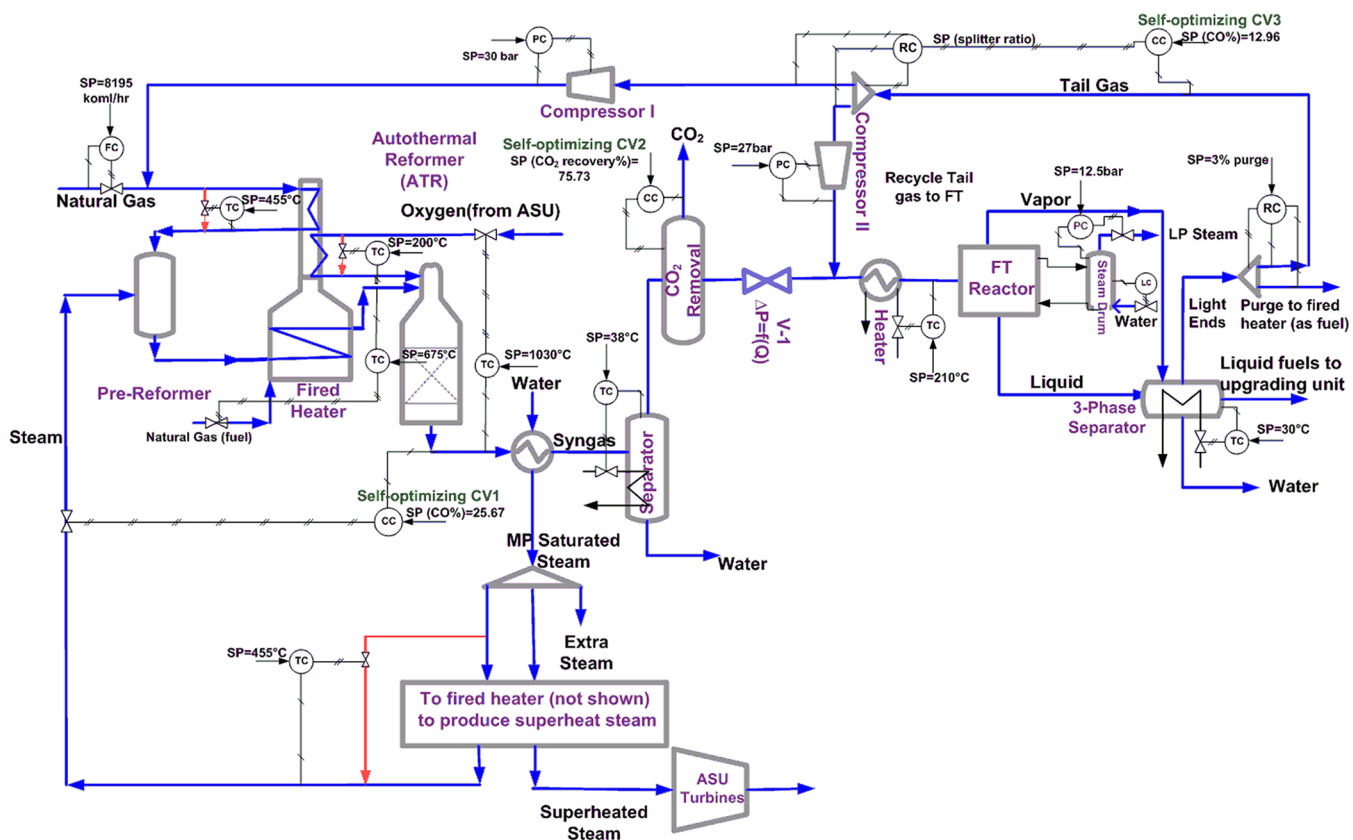 Self-optimizing CV3
SP (CO%)=12.96
CC
SP (splitter ratio)
RC
PC
SP=30 bar
Compressor I
Tail Gas
SP=8195
koml/hr
FC
Natural Gas
Autothermal
Reformer
(ATR)
Oxygen(from ASU)
SP=455°C
TC
SP=200°C
TC
CO2
Self-optimizing CV2
SP (CO2 recovery%)=
75.73
CC
SP=27bar
PC
Compressor II
Recycle Tail
gas to FT
SP=12.5bar
Vapor
PC
LP Steam
SP=3% purge
RC
CO2
Removal
V-1
ΔP=f(Q)
Heater
TC
SP=210°C
FT
Reactor
Steam Drum
LC
Water
Light
Ends
Purge to fired
heater (as fuel)
Pre-Reformer
Fired
Heater
Natural Gas (fuel)
TC
SP=675°C
TC
SP=1030°C
Water
SP=38°C
TC
Syngas
Separator
Liquid
Liquid fuels to
upgrading unit
3-Phase
Separator
TC
SP=30°C
Water
Steam
Self-optimizing CV1
SP (CO%)=25.67
CC
MP Saturated
Steam
Water
Extra
Steam
SP=455°C
TC
To fired heater (not shown)
to produce superheat steam
ASU
Turbines
Superheated
Steam